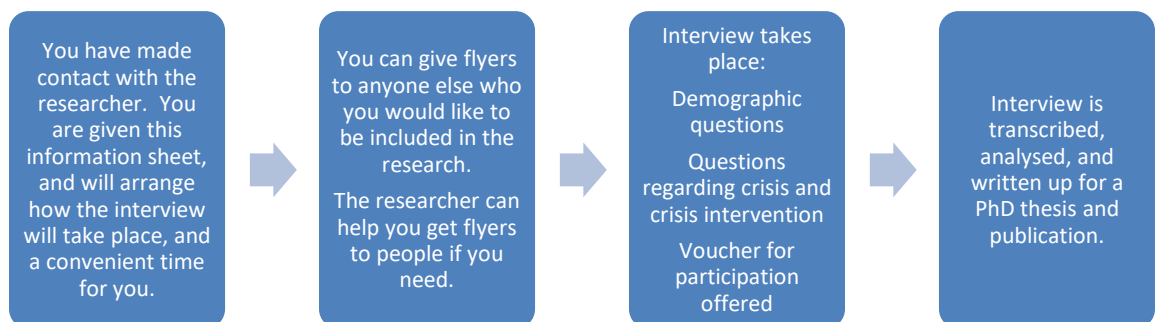 You have made
contact with the
researcher.  You
are given this
information sheet,
and will arrange
how the interview
will take place, and
a convenient time
for you.
You can give flyers
to anyone else who
you would like to
be included in the
research.
The researcher can
help you get flyers
to people if you
need.
Interview takes
place:
Demographic
questions
Questions
regarding crisis and
crisis intervention
Voucher for
participation
offered
Interview is
transcribed,
analysed, and
written up for a
PhD thesis and
publication.